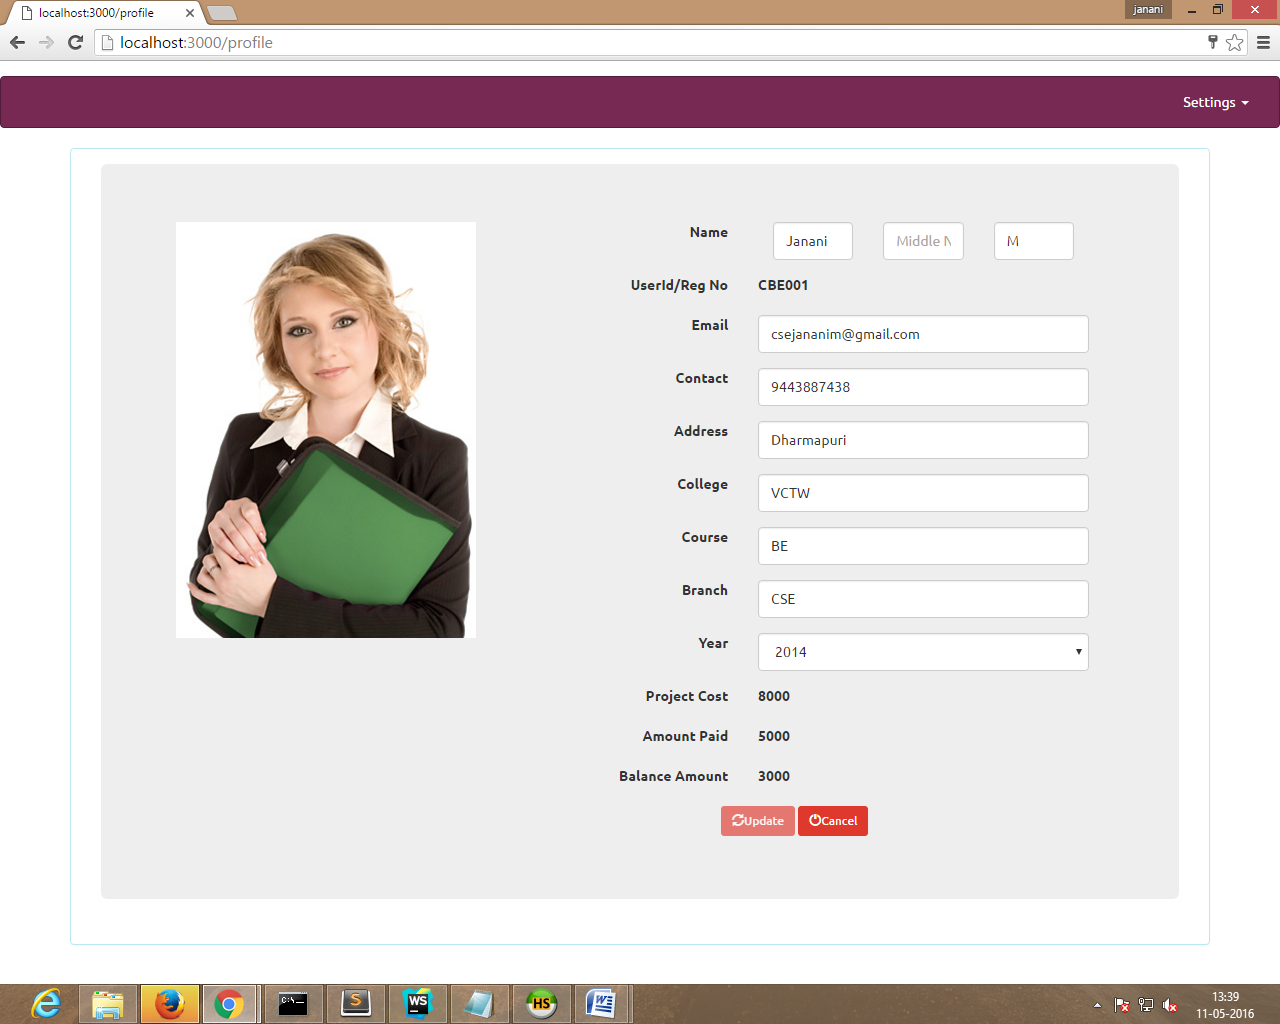 localhost:3000/profile
janani
localhost:3000/profile
Settings
Name Janani Middle N M
UserId/Reg No CBE001
Email csejananim@gmail.com
Contact 9443887438
Address Dharmapuri
College VCTW
Course BE
Branch CSE
Year 2014
Project Cost 8000
Amount Paid 5000
Balance Amount 3000
Update Cancel
C:\_
S
WS
HS
W
13:39
11-05-2016